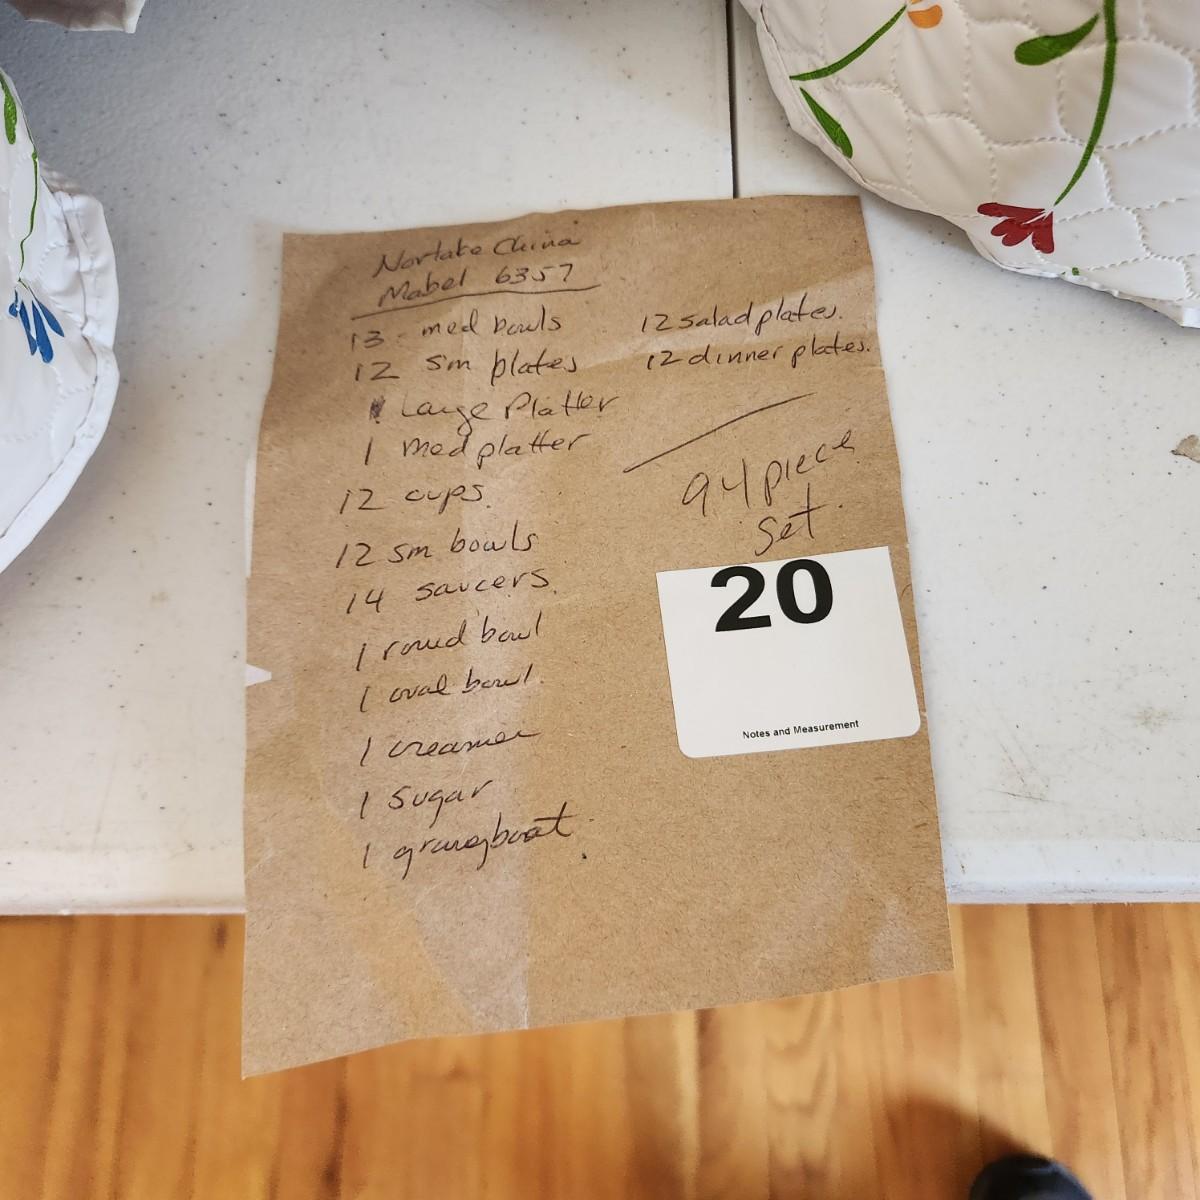 Noritake China
Mabel 6357
13 med bowls
12 sm plates
1 Large Platter
1 med platter
12 cups.
12 sm bowls
14 saucers.
1 round bowl
1 oval bowl.
1 creamer
1 sugar
1 gravyboat
12 salad plates.
12 dinner plates.
94 piece
set.
20
Notes and Measurement